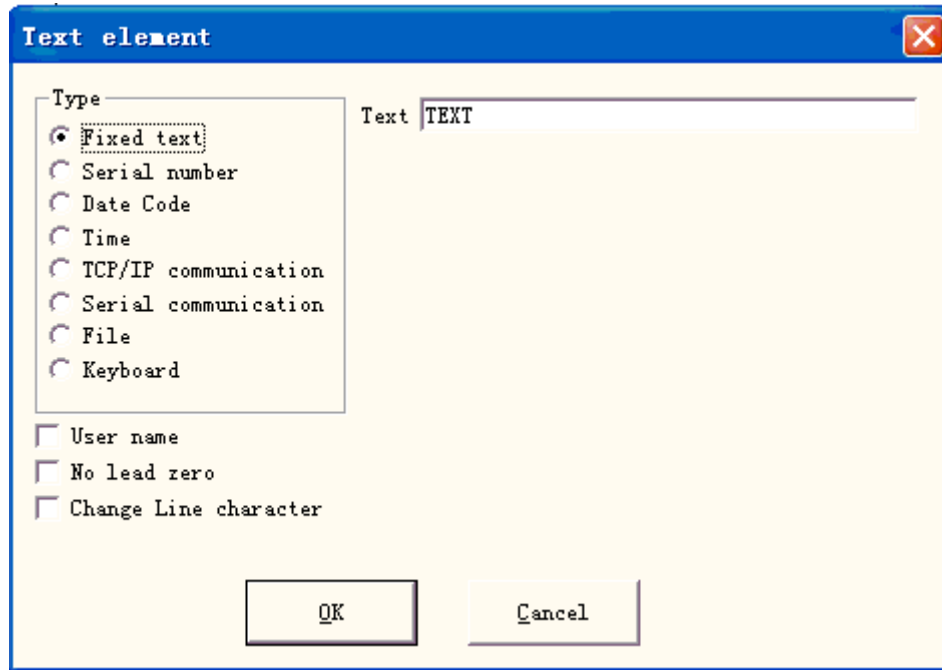 Text element
Type
Fixed text
Serial number
Date Code
Time
TCP/IP communication
Serial communication
File
Keyboard
Text TEXT
User name
No lead zero
Change Line character
OK
Cancel